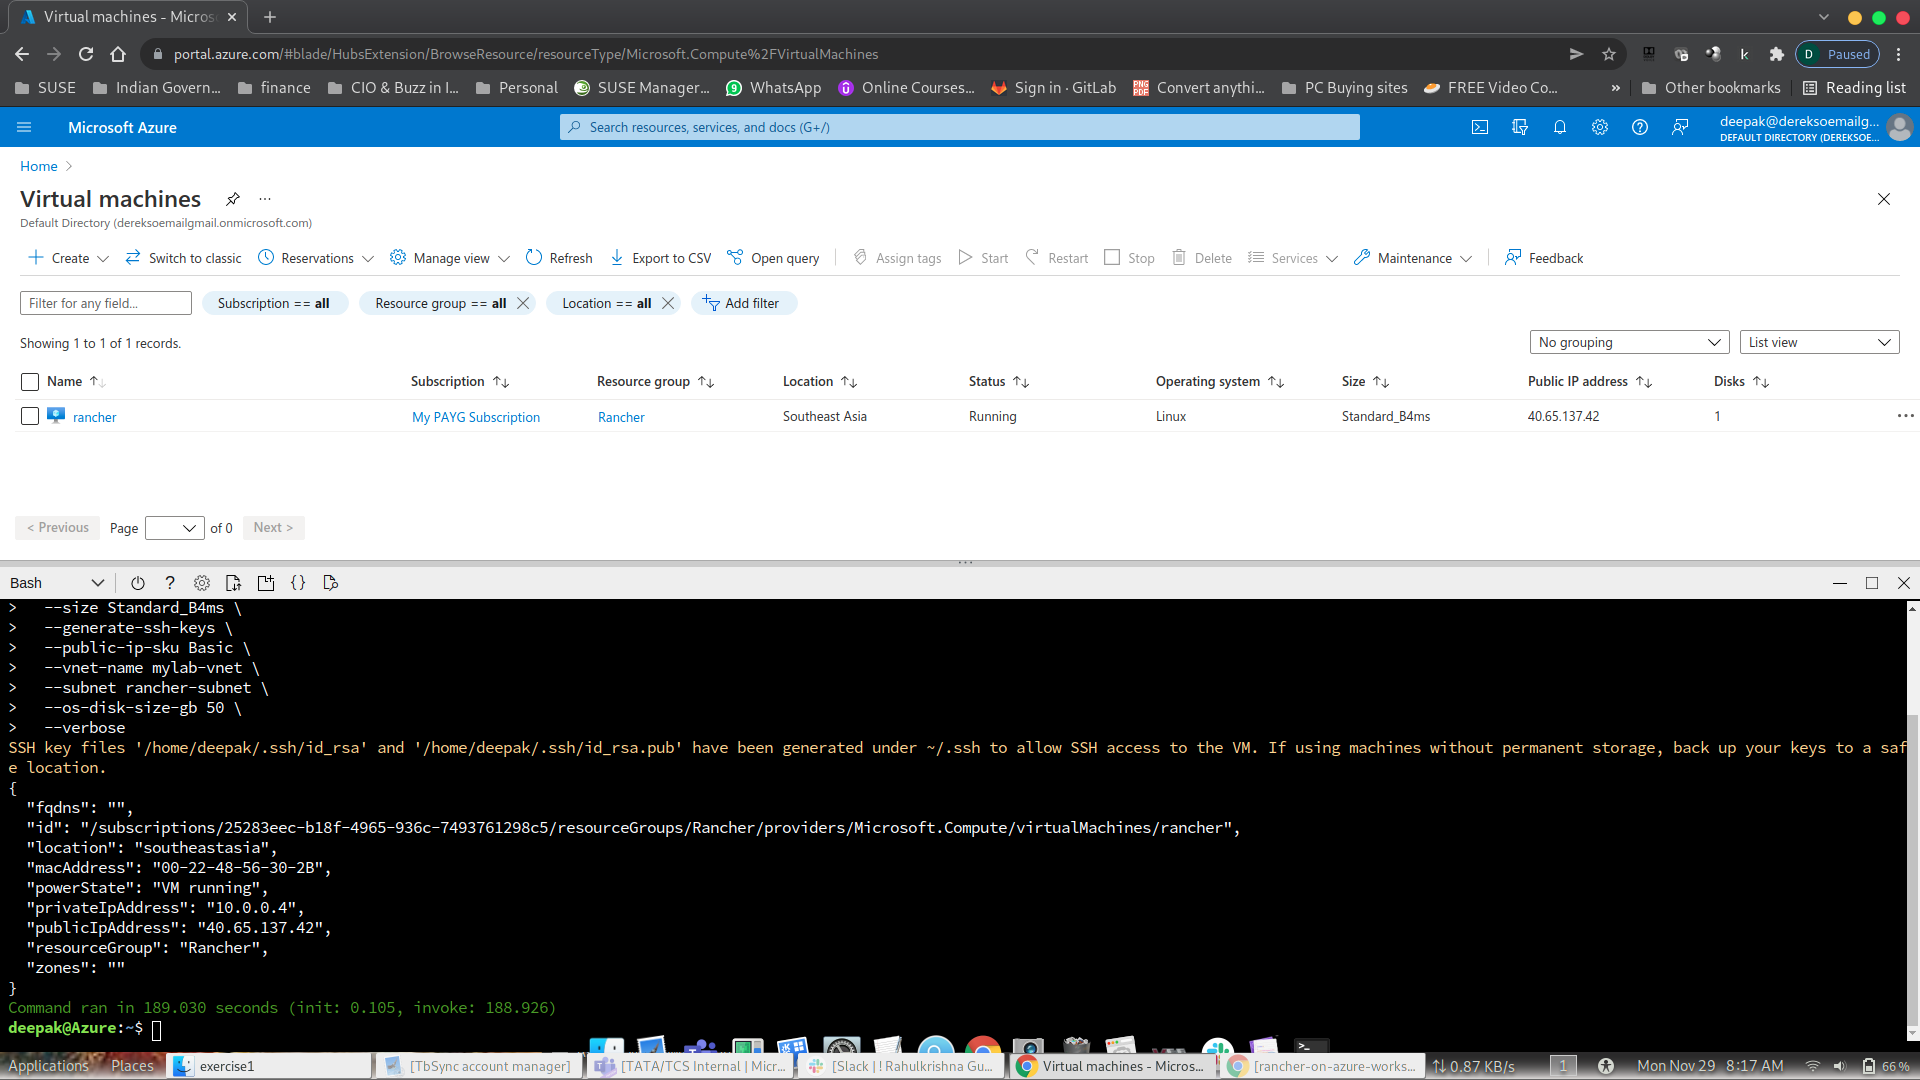 Virtual machines - Micros
portal.azure.com/#blade/HubsExtension/BrowseResource/resourceType/Microsoft.Compute%2FVirtualMachines
D Paused
SUSE Indian Govern... finance CIO & Buzz in I... Personal SUSE Manager... WhatsApp Online Courses... Sign in · GitLab Convert anythi... PC Buying sites FREE Video Co... » Other bookmarks Reading list
Microsoft Azure
Search resources, services, and docs (G+/)
deepak@dereksoemailg...
DEFAULT DIRECTORY (DEREKSOE...
Home
Virtual machines
Default Directory (dereksoemailgmail.onmicrosoft.com)
Create Switch to classic Reservations Manage view Refresh Export to CSV Open query Assign tags Start Restart Stop Delete Services Maintenance Feedback
Filter for any field... Subscription == all Resource group == all Location == all Add filter
Showing 1 to 1 of 1 records.
No grouping List view
Name Subscription Resource group Location Status Operating system Size Public IP address Disks
rancher My PAYG Subscription Rancher Southeast Asia Running Linux Standard_B4ms 40.65.137.42 1
< Previous Page of 0 Next >
Bash
> --size Standard_B4ms \
> --generate-ssh-keys \
> --public-ip-sku Basic \
> --vnet-name mylab-vnet \
> --subnet rancher-subnet \
> --os-disk-size-gb 50 \
> --verbose
SSH key files '/home/deepak/.ssh/id_rsa' and '/home/deepak/.ssh/id_rsa.pub' have been generated under ~/.ssh to allow SSH access to the VM. If using machines without permanent storage, back up your keys to a saf
e location.
{
"fqdns": "",
"id": "/subscriptions/25283eec-b18f-4965-936c-7493761298c5/resourceGroups/Rancher/providers/Microsoft.Compute/virtualMachines/rancher",
"location": "southeastasia",
"macAddress": "00-22-48-56-30-2B",
"powerState": "VM running",
"privateIpAddress": "10.0.0.4",
"publicIpAddress": "40.65.137.42",
"resourceGroup": "Rancher",
"zones": ""
}
Command ran in 189.030 seconds (init: 0.105, invoke: 188.926)
deepak@Azure:~$
Applications Places exercise1 [TbSync account manager] [TATA/TCS Internal | Micr... [Slack | ! Rahulkrishna Gu... Virtual machines - Micros... [rancher-on-azure-works... 0.87 KB/s 1 Mon Nov 29 8:17 AM 66 %